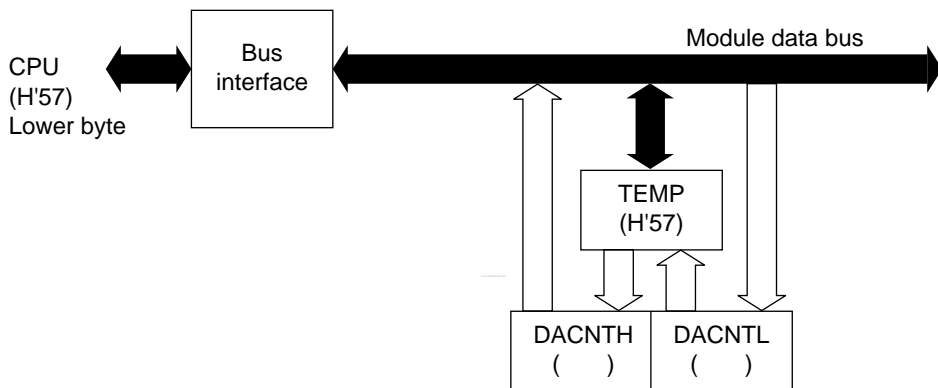 Module data bus
Bus
interface
CPU
(H'57)
Lower byte
TEMP
(H'57)
DACNTH
(      )
DACNTL
(      )